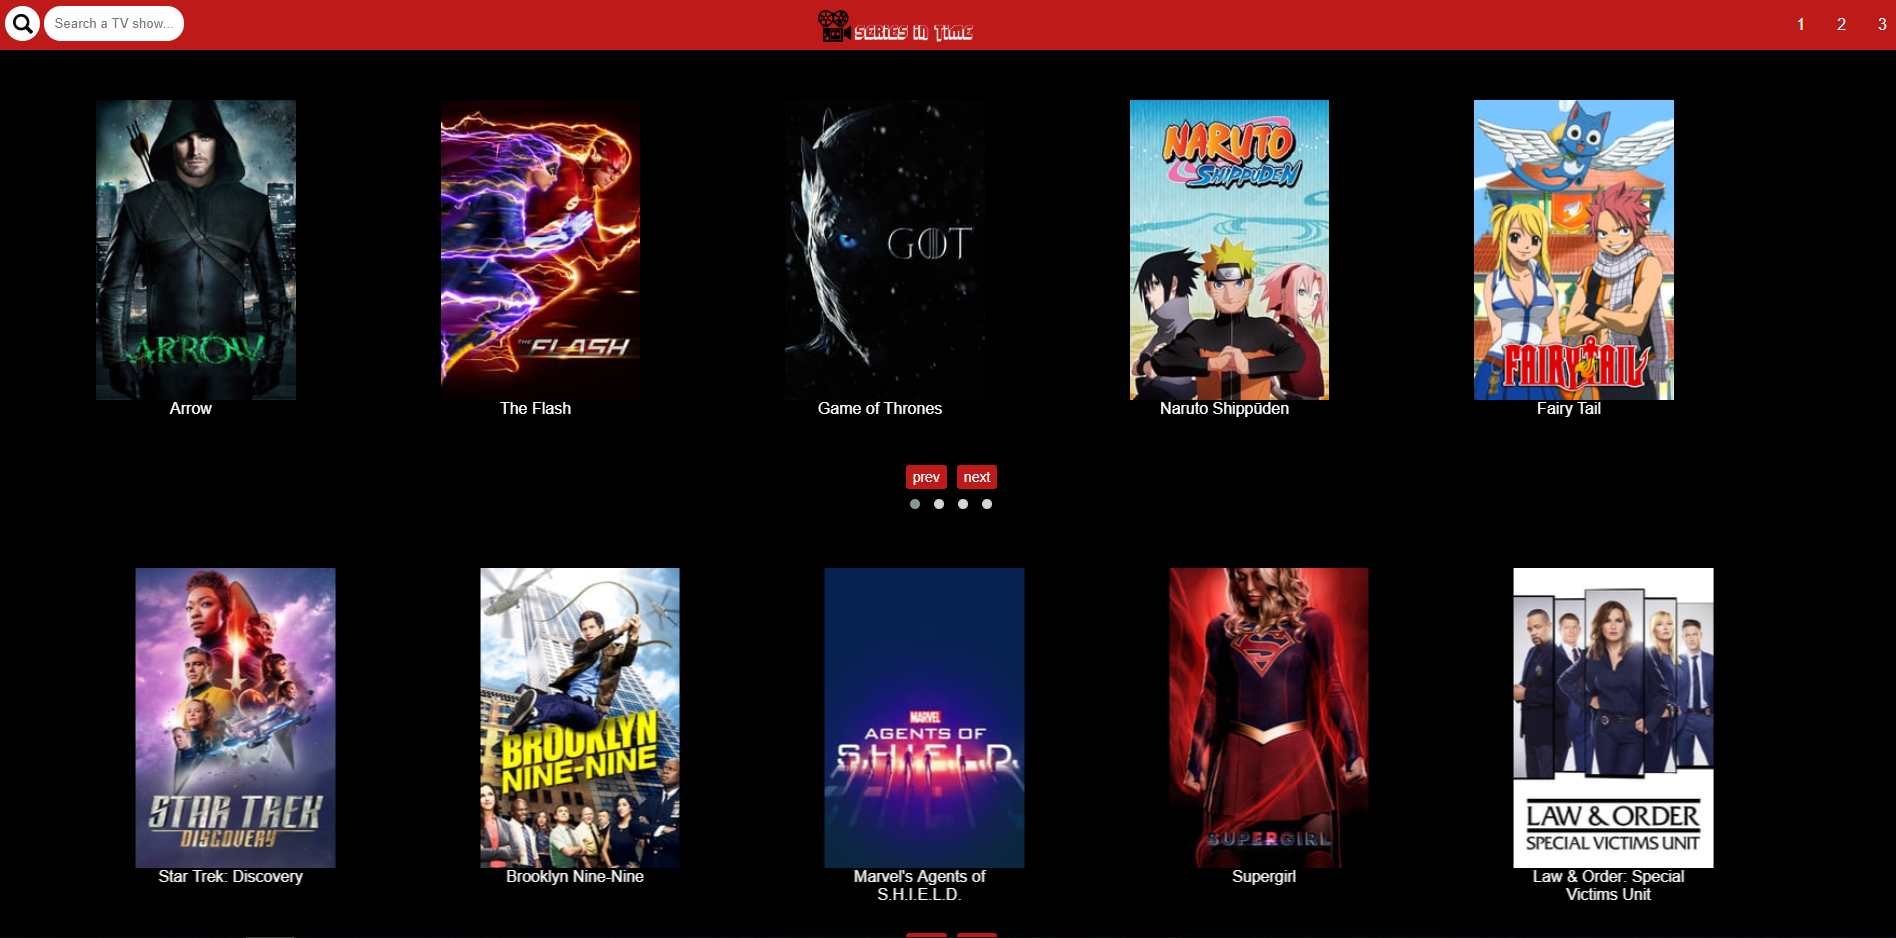 Search a TV show...
SERIES IN TIME
1 2 3
ARROW
THE FLASH
GOT
NARUTO
SHIPPUDEN
FAIRY TAIL
Arrow
The Flash
Game of Thrones
Naruto Shippūden
Fairy Tail
prev next
STAR TREK
DISCOVERY
BROOKLYN
NINE-NINE
MARVEL
AGENTS OF
S.H.I.E.L.D.
SUPERGIRL
LAW & ORDER
SPECIAL VICTIMS UNIT
Star Trek: Discovery
Brooklyn Nine-Nine
Marvel's Agents of
S.H.I.E.L.D.
Supergirl
Law & Order: Special
Victims Unit